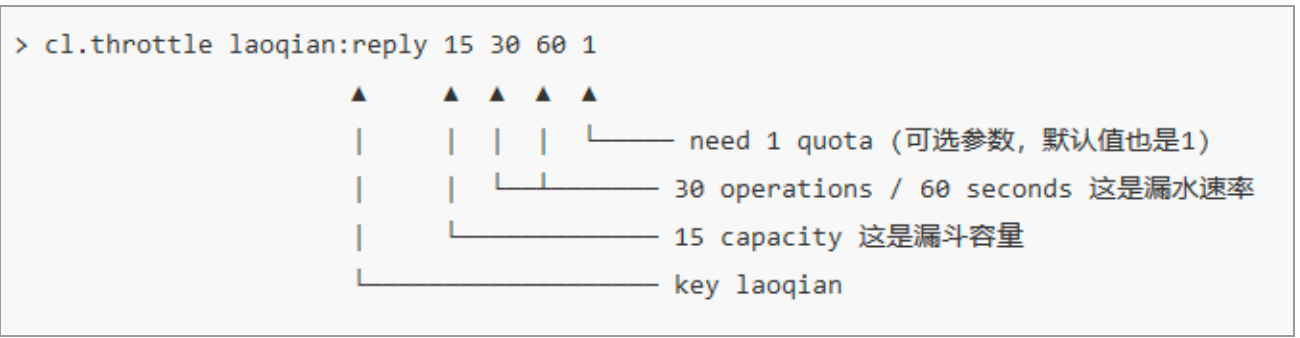 > cl.throttle laoqian:reply 15 30 60 1
need 1 quota (可选参数，默认值也是1)
30 operations / 60 seconds 这是漏水速率
15 capacity 这是漏斗容量
key laoqian